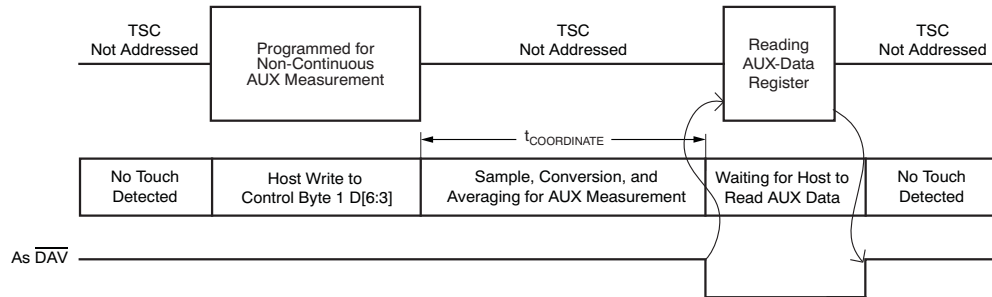 TSC
Not Addressed
Programmed for
Non-Continuous
AUX Measurement
TSC
Not Addressed
Reading
AUX-Data
Register
TSC
Not Addressed
tCOORDINATE
No Touch
Detected
Host Write to
Control Byte 1 D[6:3]
Sample, Conversion, and
Averaging for AUX Measurement
Waiting for Host to
Read AUX Data
No Touch
Detected
As DAV